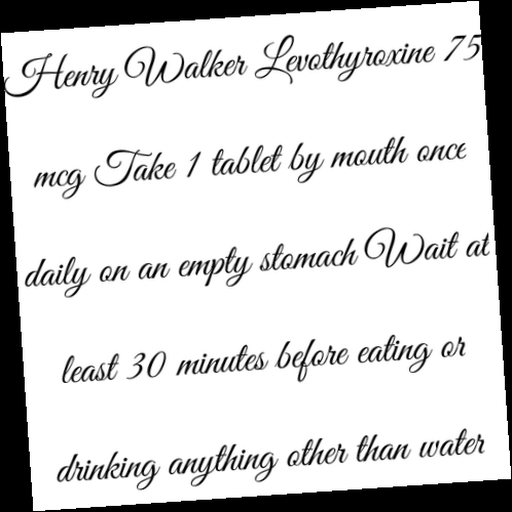 Henry Walker Levothyroxine 75
mcg Take 1 tablet by mouth once
daily on an empty stomach Wait at
least 30 minutes before eating or
drinking anything other than water